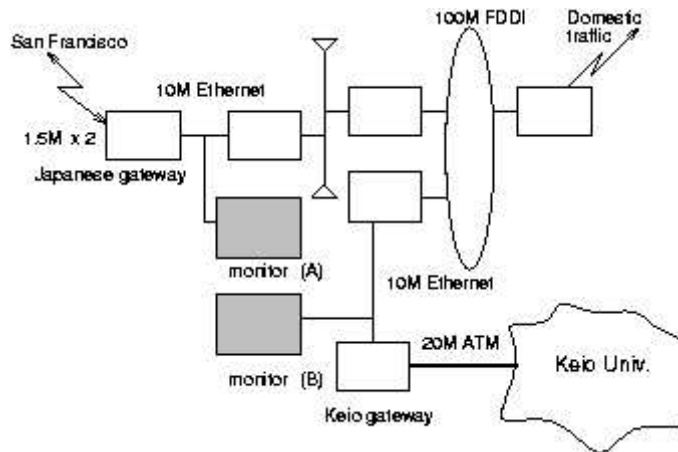 100M FDDI
Domestic
traffic
San Francisco
10M Ethernet
1.5M x 2
Japanese gateway
monitor (A)
10M Ethernet
20M ATM
Keio Univ.
monitor (B)
Keio gateway